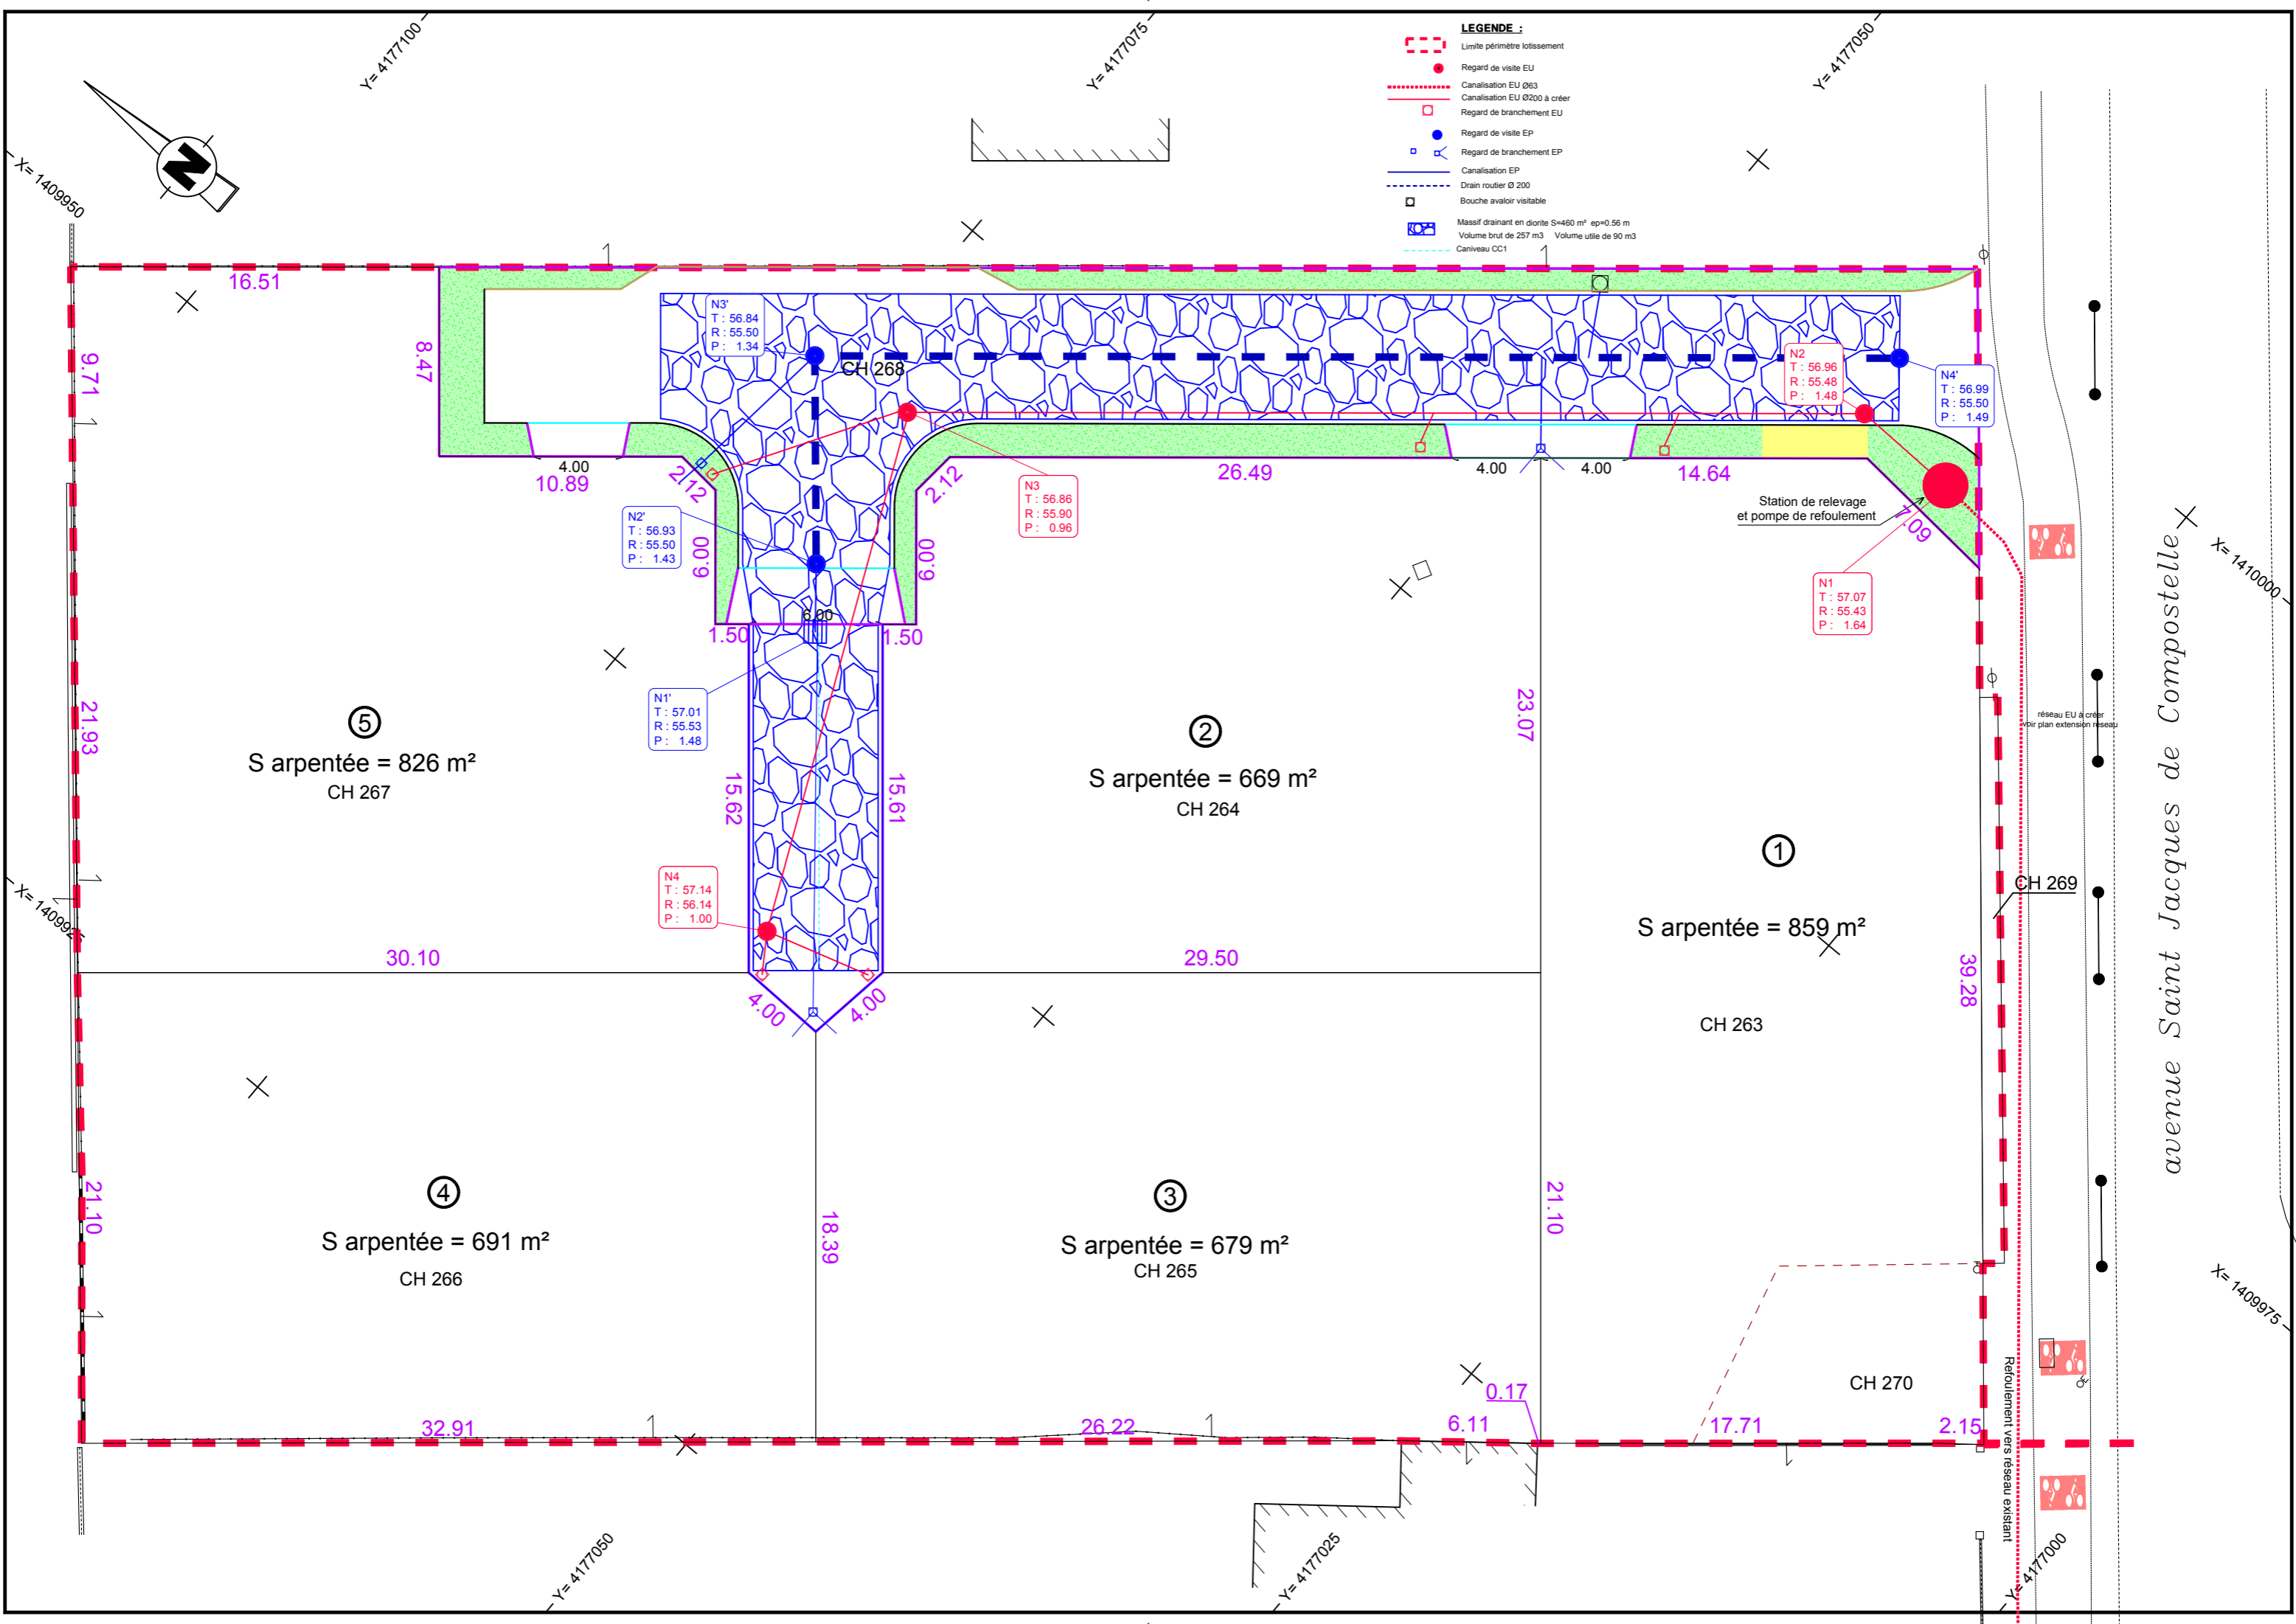 Y= 4177100
Y= 4177075
Y= 4177050
LEGENDE :
Limite périmètre lotissement
Regard de visite EU
Canalisation EU Ø63
Canalisation EU Ø200 à créer
Regard de branchement EU
Regard de visite EP
Regard de branchement EP
Canalisation EP
Drain routier Ø 200
Bouche avaloir visitable
Massif drainant en diorite S=460 m² ep=0.56 m
Volume brut de 257 m3 Volume utile de 90 m3
Caniveau CC1
N
X= 1409950
16.51
9.71
8.47
N3'
T : 56.84
R : 55.50
P : 1.34
CH 268
N2
T : 56.96
R : 55.48
P : 1.48
N4'
T : 56.99
R : 55.50
P : 1.49
4.00
10.89
2.12
2.12
26.49
4.00
4.00
14.64
7.09
N3
T : 56.86
R : 55.90
P : 0.96
Station de relevage
et pompe de refoulement
N2'
T : 56.93
R : 55.50
P : 1.43
6.00
6.00
6.00
1.50
1.50
N1
T : 57.07
R : 55.43
P : 1.64
X= 1410000
avenue Saint Jacques de Compostelle
21.93
5
S arpentée = 826 m²
CH 267
N1'
T : 57.01
R : 55.53
P : 1.48
15.62
15.61
2
S arpentée = 669 m²
CH 264
23.07
réseau EU à créer
voir plan extension réseau
1
S arpentée = 859 m²
CH 269
CH 263
39.28
N4
T : 57.14
R : 56.14
P : 1.00
X= 1409925
30.10
29.50
4.00
4.00
21.10
4
S arpentée = 691 m²
CH 266
18.39
3
S arpentée = 679 m²
CH 265
21.10
X= 1409975
CH 270
0.17
32.91
26.22
6.11
17.71
2.15
Refoulement vers réseau existant
Y= 4177050
Y= 4177025
Y= 4177000